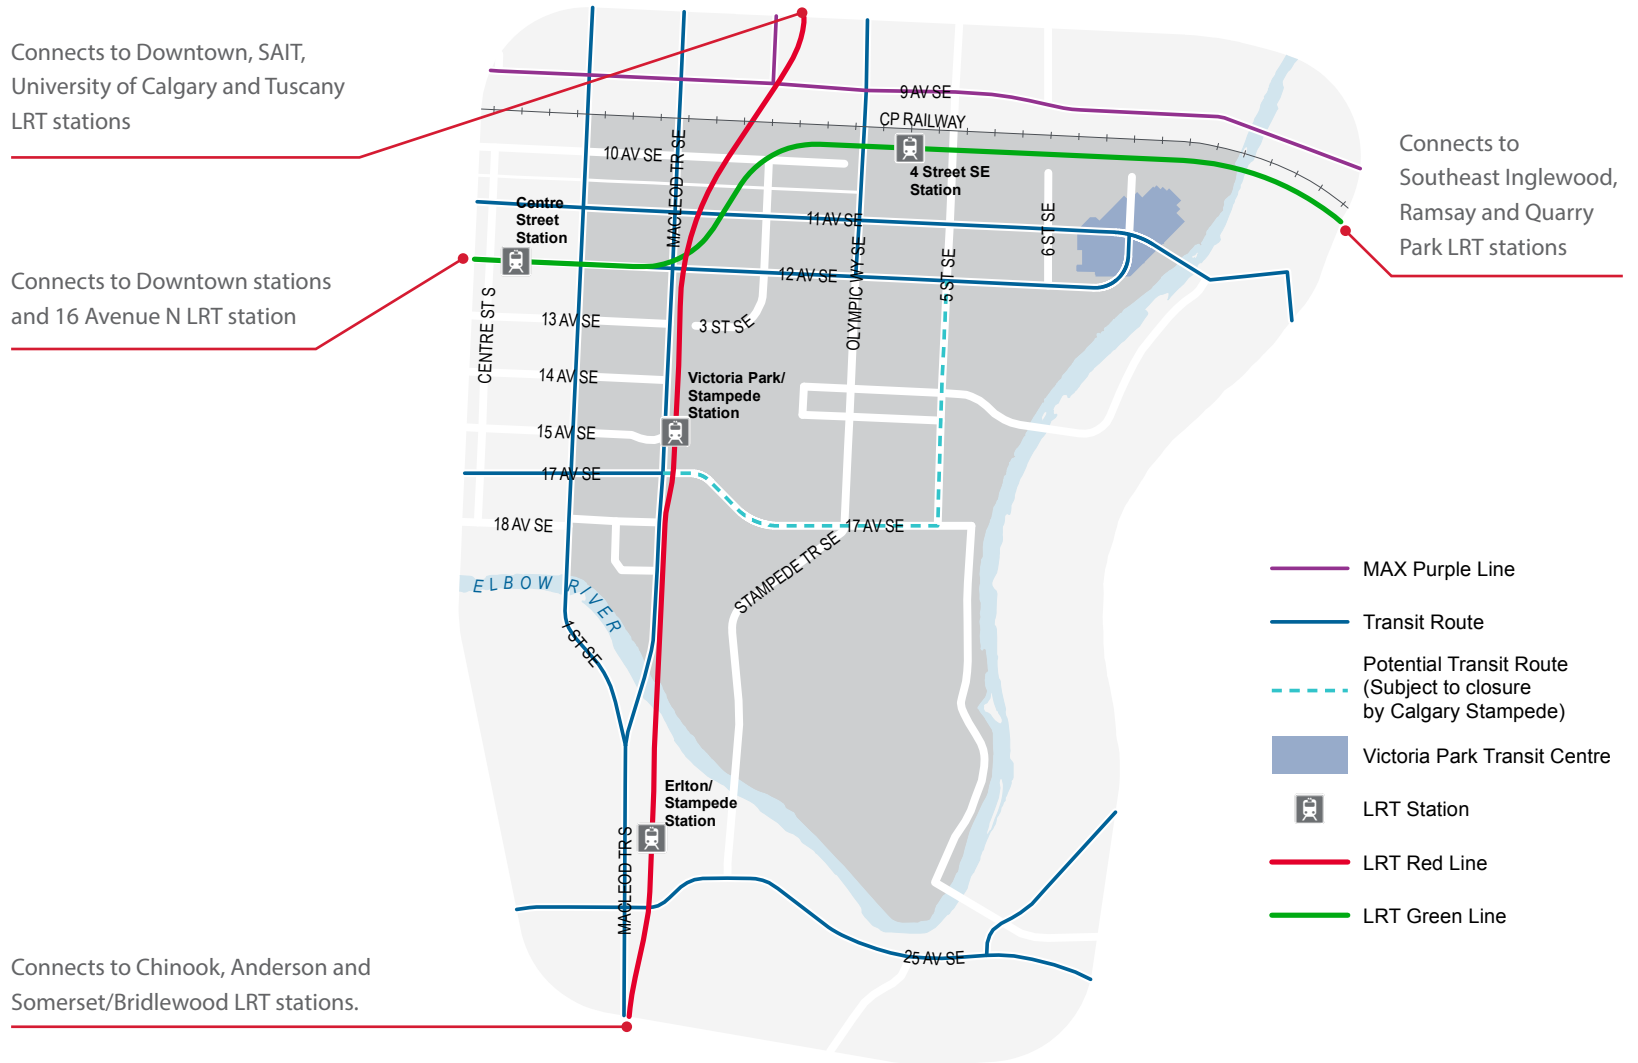 Connects to Downtown, SAIT,
University of Calgary and Tuscany
LRT stations
Connects to Downtown stations
and 16 Avenue N LRT station
Connects to Chinook, Anderson and
Somerset/Bridlewood LRT stations.
Connects to
Southeast Inglewood,
Ramsay and Quarry
Park LRT stations
9 AV SE
CP RAILWAY
10 AV SE
MACLEOD TR SE
4 Street SE
Station
Centre
Street
Station
11 AV SE
6 ST SE
12 AV SE
OLYMPIC WY SE
5 ST SE
CENTRE ST S
13 AV SE
3 ST SE
14 AV SE
Victoria Park/
Stampede
Station
15 AV SE
17 AV SE
18 AV SE
17 AV SE
STAMPEDE TR SE
ELBOW RIVER
1 ST SE
Erlton/
Stampede
Station
MACLEOD TR S
25 AV SE
MAX Purple Line
Transit Route
Potential Transit Route
(Subject to closure
by Calgary Stampede)
Victoria Park Transit Centre
LRT Station
LRT Red Line
LRT Green Line